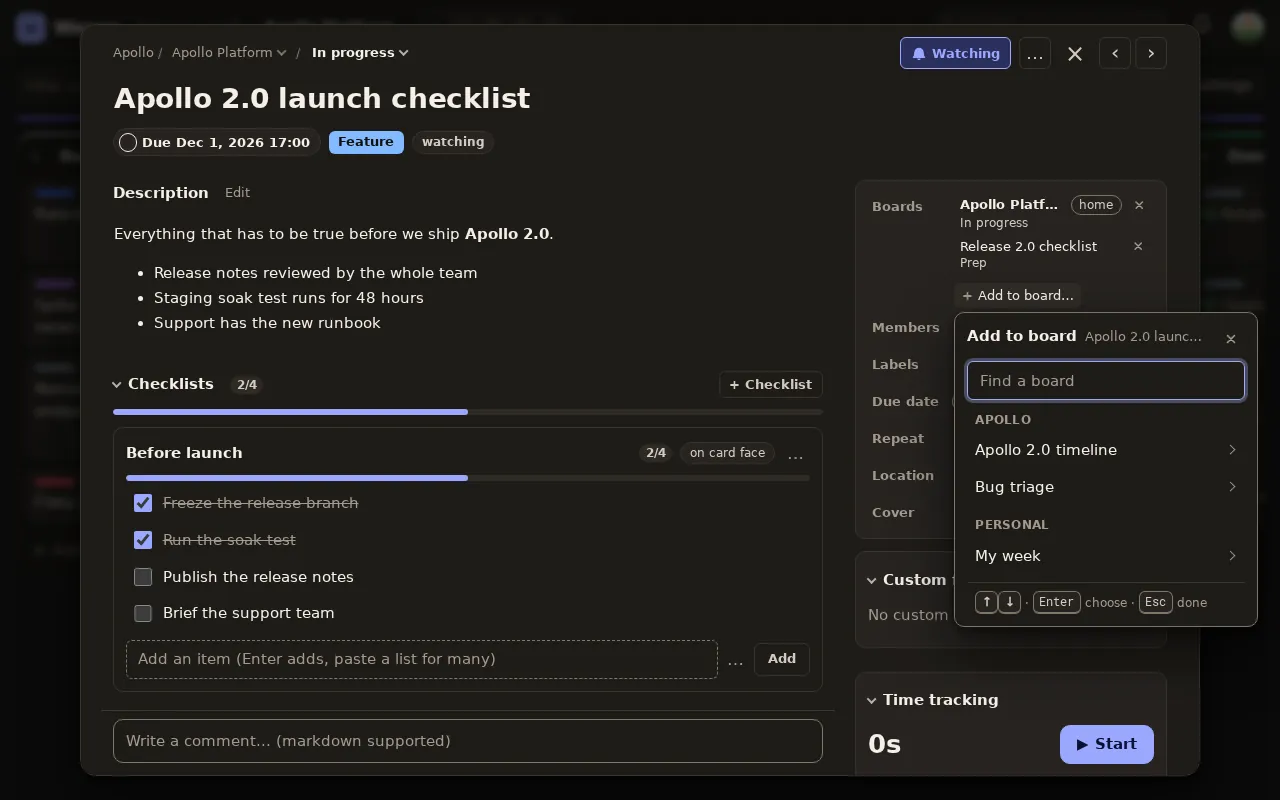 Apollo / Apollo Platform / In progress
Watching
...
Apollo 2.0 launch checklist
Due Dec 1, 2026 17:00 Feature watching
Description Edit
Everything that has to be true before we ship Apollo 2.0.
• Release notes reviewed by the whole team
• Staging soak test runs for 48 hours
• Support has the new runbook
Checklists 2/4 + Checklist
Before launch 2/4 on card face ...
Freeze the release branch
Run the soak test
Publish the release notes
Brief the support team
Add an item (Enter adds, paste a list for many) ... Add
Write a comment... (markdown supported)
Boards
Apollo Platf... home ×
In progress
Release 2.0 checklist ×
Prep
+ Add to board...
Members
Labels
Due date
Repeat
Location
Cover
Add to board Apollo 2.0 launc... ×
Find a board
APOLLO
Apollo 2.0 timeline
Bug triage
PERSONAL
My week
↑ ↓ · Enter choose · Esc done
Custom
No custom
Time tracking
0s
Start